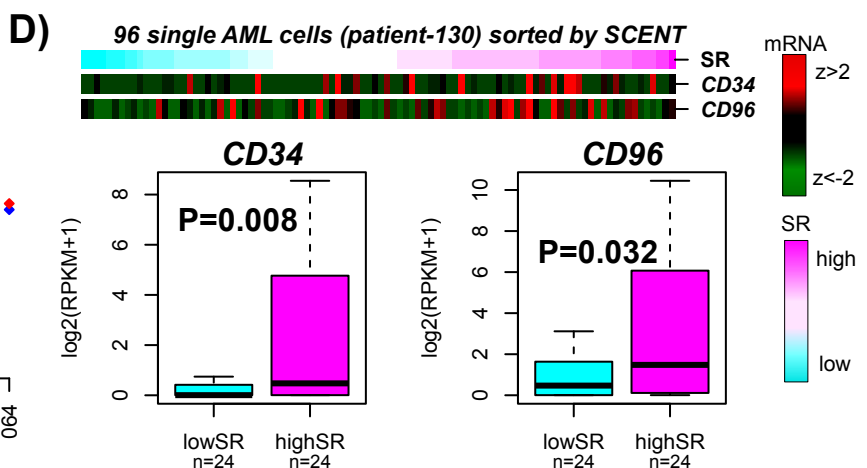 D)
96 single AML cells (patient-130) sorted by SCENT
SR
CD34
CD96
mRNA
z>2
z<-2
SR
high
low
CD34
P=0.008
log2(RPKM+1)
0
2
4
6
8
lowSR
n=24
highSR
n=24
CD96
P=0.032
log2(RPKM+1)
0
2
4
6
8
10
lowSR
n=24
highSR
n=24
064